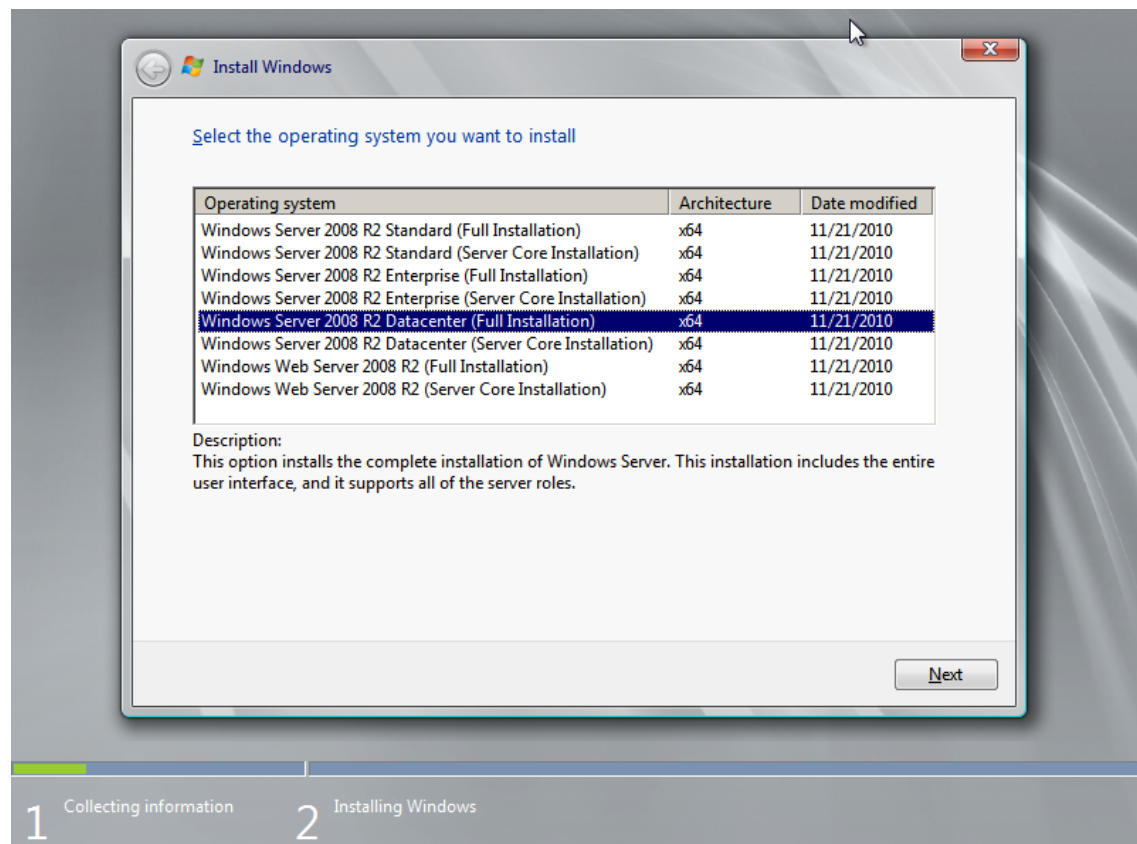 Install Windows
Select the operating system you want to install
Operating system Architecture Date modified
Windows Server 2008 R2 Standard (Full Installation) x64 11/21/2010
Windows Server 2008 R2 Standard (Server Core Installation) x64 11/21/2010
Windows Server 2008 R2 Enterprise (Full Installation) x64 11/21/2010
Windows Server 2008 R2 Enterprise (Server Core Installation) x64 11/21/2010
Windows Server 2008 R2 Datacenter (Full Installation) x64 11/21/2010
Windows Server 2008 R2 Datacenter (Server Core Installation) x64 11/21/2010
Windows Web Server 2008 R2 (Full Installation) x64 11/21/2010
Windows Web Server 2008 R2 (Server Core Installation) x64 11/21/2010
Description:
This option installs the complete installation of Windows Server. This installation includes the entire
user interface, and it supports all of the server roles.
Next
1 Collecting information 2 Installing Windows